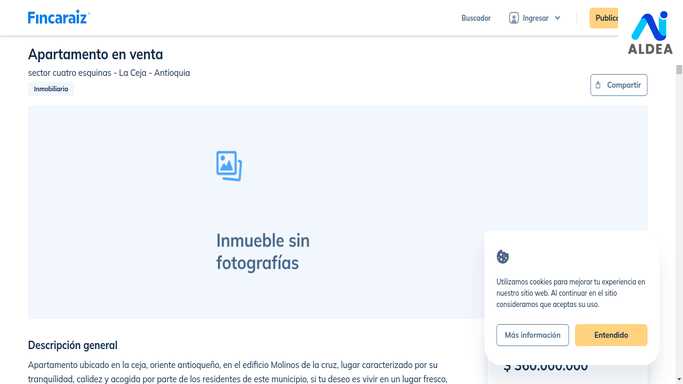 Fincaraiz
Buscador
Ingresar
ALDEA
Apartamento en venta
sector cuatro esquinas - La Ceja - Antioquia
Inmobiliario
Compartir
Inmueble sin
fotografías
Utilizamos cookies para mejorar tu experiencia en
nuestro sitio web. Al continuar en el sitio
consideramos que aceptas su uso.
Más información
Entendido
$ 360.000.000
Descripción general
Apartamento ubicado en la ceja, oriente antioqueño, en el edificio Molinos de la cruz, lugar caracterizado por su
tranquilidad, calidez y acogida por parte de los residentes de este municipio, si tu deseo es vivir en un lugar fresco,